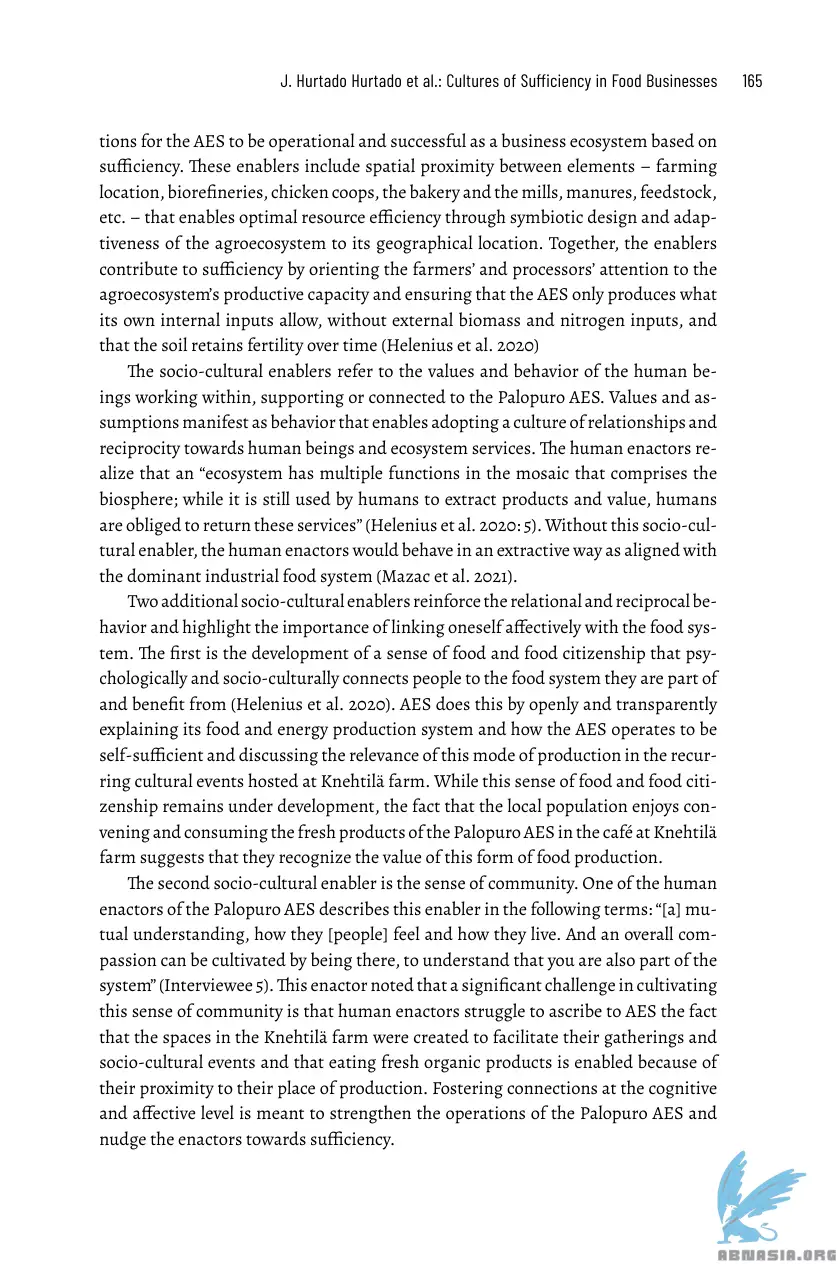 J. Hurtado Hurtado et al.: Cultures of Sufficiency in Food Businesses 165
tions for the AES to be operational and successful as a business ecosystem based on
sufficiency. These enablers include spatial proximity between elements – farming
location, biorefineries, chicken coops, the bakery and the mills, manures, feedstock,
etc. – that enables optimal resource efficiency through symbiotic design and adap-
tiveness of the agroecosystem to its geographical location. Together, the enablers
contribute to sufficiency by orienting the farmers’ and processors’ attention to the
agroecosystem’s productive capacity and ensuring that the AES only produces what
its own internal inputs allow, without external biomass and nitrogen inputs, and
that the soil retains fertility over time (Helenius et al. 2020)
The socio-cultural enablers refer to the values and behavior of the human be-
ings working within, supporting or connected to the Palopuro AES. Values and as-
sumptions manifest as behavior that enables adopting a culture of relationships and
reciprocity towards human beings and ecosystem services. The human enactors re-
alize that an “ecosystem has multiple functions in the mosaic that comprises the
biosphere; while it is still used by humans to extract products and value, humans
are obliged to return these services” (Helenius et al. 2020: 5). Without this socio-cul-
tural enabler, the human enactors would behave in an extractive way as aligned with
the dominant industrial food system (Mazac et al. 2021).
Two additional socio-cultural enablers reinforce the relational and reciprocal be-
havior and highlight the importance of linking oneself affectively with the food sys-
tem. The first is the development of a sense of food and food citizenship that psy-
chologically and socio-culturally connects people to the food system they are part of
and benefit from (Helenius et al. 2020). AES does this by openly and transparently
explaining its food and energy production system and how the AES operates to be
self-sufficient and discussing the relevance of this mode of production in the recur-
ring cultural events hosted at Knehtilä farm. While this sense of food and food citi-
zenship remains under development, the fact that the local population enjoys con-
vening and consuming the fresh products of the Palopuro AES in the café at Knehtilä
farm suggests that they recognize the value of this form of food production.
The second socio-cultural enabler is the sense of community. One of the human
enactors of the Palopuro AES describes this enabler in the following terms: “[a] mu-
tual understanding, how they [people] feel and how they live. And an overall com-
passion can be cultivated by being there, to understand that you are also part of the
system” (Interviewee 5). This enactor noted that a significant challenge in cultivating
this sense of community is that human enactors struggle to ascribe to AES the fact
that the spaces in the Knehtilä farm were created to facilitate their gatherings and
socio-cultural events and that eating fresh organic products is enabled because of
their proximity to their place of production. Fostering connections at the cognitive
and affective level is meant to strengthen the operations of the Palopuro AES and
nudge the enactors towards sufficiency.
ABNASIA.ORG